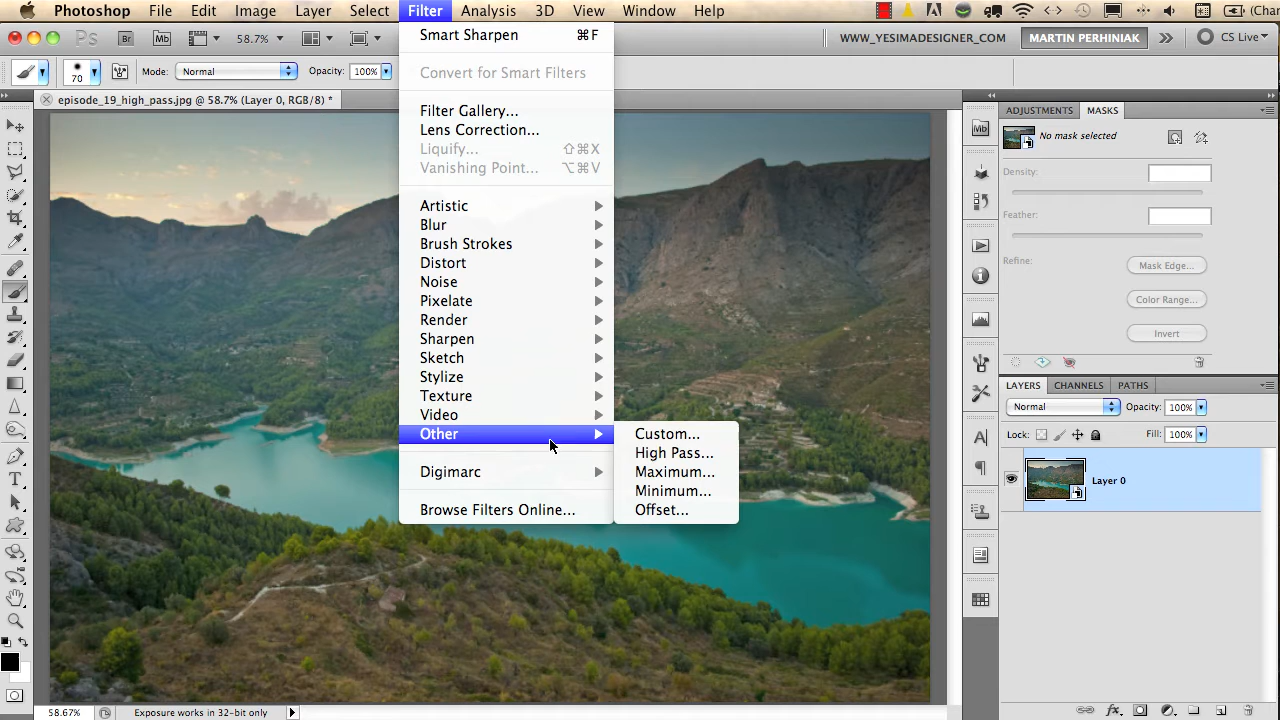 Photoshop File Edit Image Layer Select Filter Analysis 3D View Window Help
Ps Br Mb 58.7% WWW_YESIMADESIGNER_COM MARTIN PERHINIAK CS Live
70 Mode: Normal Opacity: 100%
episode_19_high_pass.jpg @ 58.7% (Layer 0, RGB/8) *
Smart Sharpen ⌘F
Convert for Smart Filters
Filter Gallery...
Lens Correction...
Liquify... ⇧⌘X
Vanishing Point... ⌥⌘V
Artistic
Blur
Brush Strokes
Distort
Noise
Pixelate
Render
Sharpen
Sketch
Stylize
Texture
Video
Other
Digimarc
Browse Filters Online...
Custom...
High Pass...
Maximum...
Minimum...
Offset...
Mb
ADJUSTMENTS MASKS
No mask selected
Density:
Feather:
Refine: Mask Edge...
Color Range...
Invert
LAYERS CHANNELS PATHS
Normal Opacity: 100%
Lock: Fill: 100%
Layer 0
58.67% Exposure works in 32-bit only